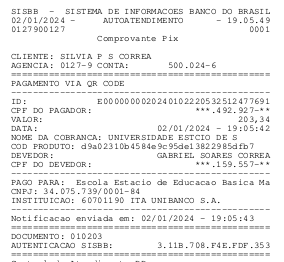 SISBB - SISTEMA DE INFORMACOES BANCO DO BRASIL
02/01/2024 - AUTOATENDIMENTO - 19.05.49
0127900127 0001
Comprovante Pix
CLIENTE: SILVIA P S CORREA
AGENCIA: 0127-9 CONTA: 500.024-6
================================================
PAGAMENTO VIA QR CODE
------------------------------------------------
ID: E0000000020240102220532512477691
CPF DO PAGADOR: ***.492.927-**
VALOR: 203,34
DATA: 02/01/2024 - 19:05:42
NOME DA COBRANCA: UNIVERSIDADE ESTCIO DE S
COD PRODUTO: d9a02310b4584e9c95de13822985dfb7
DEVEDOR: GABRIEL SOARES CORREA
CPF DO DEVEDOR: ***.159.557-**
------------------------------------------------
PAGO PARA: Escola Estacio de Educacao Basica Ma
CNPJ: 34.075.739/0001-84
INSTITUICAO: 60701190 ITA UNIBANCO S.A.
------------------------------------------------
Notificacao enviada em: 02/01/2024 - 19:05:43
================================================
DOCUMENTO: 010203
AUTENTICACAO SISBB: 3.11B.708.F4E.FDF.353
================================================